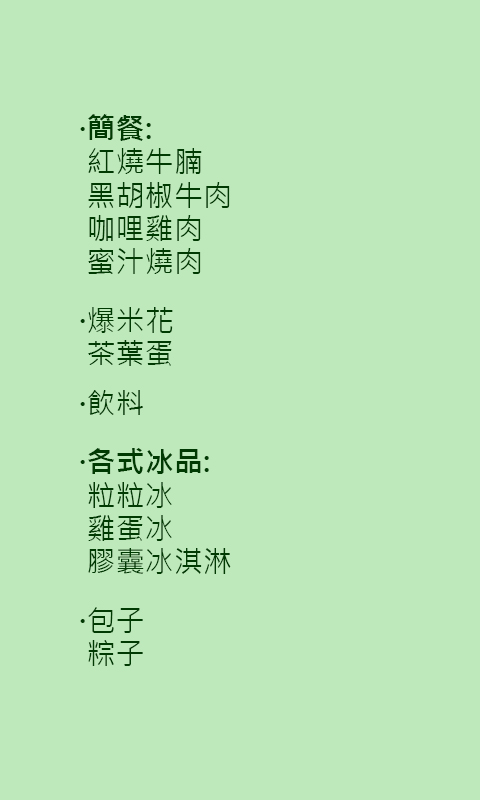 ·簡餐:
紅燒牛腩
黑胡椒牛肉
咖哩雞肉
蜜汁燒肉
·爆米花
茶葉蛋
·飲料
·各式冰品:
粒粒冰
雞蛋冰
膠囊冰淇淋
·包子
粽子